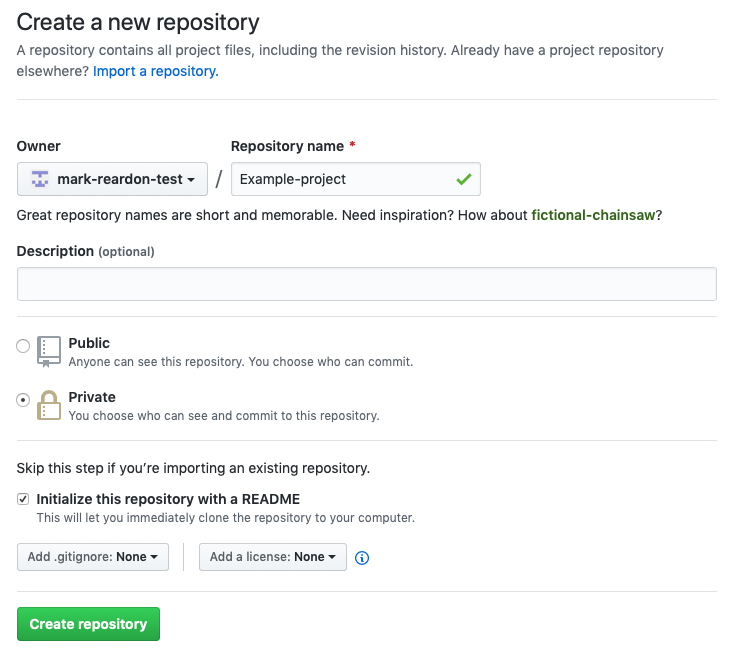 Create a new repository
A repository contains all project files, including the revision history. Already have a project repository
elsewhere? Import a repository.
Owner
Repository name *
mark-reardon-test
/
Example-project
Great repository names are short and memorable. Need inspiration? How about fictional-chainsaw?
Description (optional)
Public
Anyone can see this repository. You choose who can commit.
Private
You choose who can see and commit to this repository.
Skip this step if you’re importing an existing repository.
Initialize this repository with a README
This will let you immediately clone the repository to your computer.
Add .gitignore: None
Add a license: None
Create repository